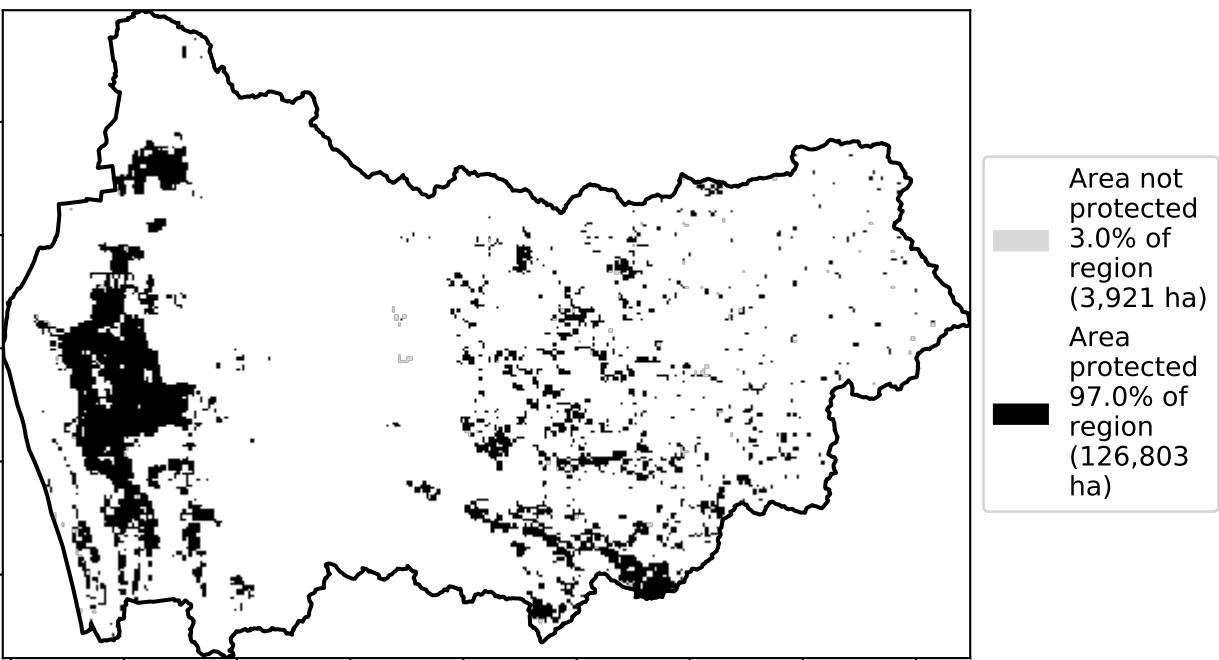 Area not
protected
3.0% of
region
(3,921 ha)
Area
protected
97.0% of
region
(126,803
ha)